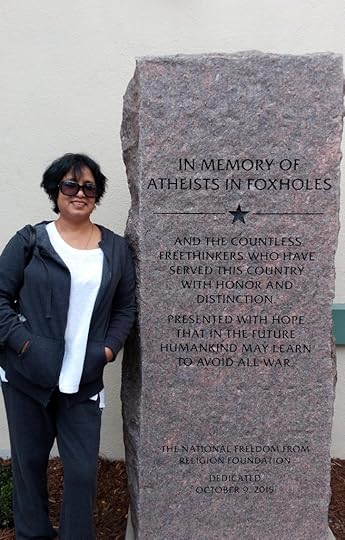 IN MEMORY OF
ATHEISTS IN FOXHOLES
AND THE COUNTLESS
FREETHINKERS WHO HAVE
SERVED THIS COUNTRY
WITH HONOR AND
DISTINCTION
PRESENTED WITH HOPE
THAT IN THE FUTURE
HUMANKIND MAY LEARN
TO AVOID ALL WAR.
THE NATIONAL FREEDOM FROM
RELIGION FOUNDATION
DEDICATED
OCTOBER 9, 2015